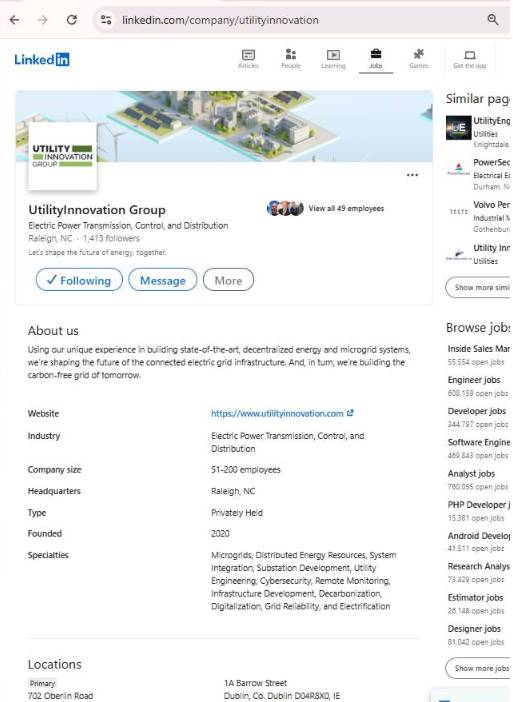 linkedin.com/company/utilityinnovation
LinkedIn
Articles
People
Learning
Jobs
Games
Get the app
UTILITY
INNOVATION
GROUP
UtilityInnovation Group
View all 49 employees
Electric Power Transmission, Control, and Distribution
Raleigh, NC · 1,413 followers
Let's shape the future of energy, together.
Following
Message
More
About us
Using our unique experience in building state-of-the-art, decentralized energy and microgrid systems,
we're shaping the future of the connected electric grid infrastructure. And, in turn, we're building the
carbon-free grid of tomorrow.
Website
https://www.utilityinnovation.com
Industry
Electric Power Transmission, Control, and
Distribution
Company size
51-200 employees
Headquarters
Raleigh, NC
Type
Privately Held
Founded
2020
Specialties
Microgrids, Distributed Energy Resources, System
Integration, Substation Development, Utility
Engineering, Cybersecurity, Remote Monitoring,
Infrastructure Development, Decarbonization,
Digitalization, Grid Reliability, and Electrification
Locations
Primary
702 Oberlin Road
1A Barrow Street
Dublin, Co. Dublin D04R8X0, IE
Similar pag
UtilityEng
Utilities
Knightdale,
PowerSec
Electrical E
Durham, N
Volvo Per
Industrial M
Gothenbur
Utility Inn
Utilities
Show more simi
Browse jobs
Inside Sales Mar
55,554 open jobs
Engineer jobs
608,159 open jobs
Developer jobs
344,797 open jobs
Software Engine
469,843 open jobs
Analyst jobs
760,055 open jobs
PHP Developer j
15,381 open jobs
Android Develop
41,511 open jobs
Research Analys
73,429 open jobs
Estimator jobs
26,148 open jobs
Designer jobs
81,042 open jobs
Show more jobs